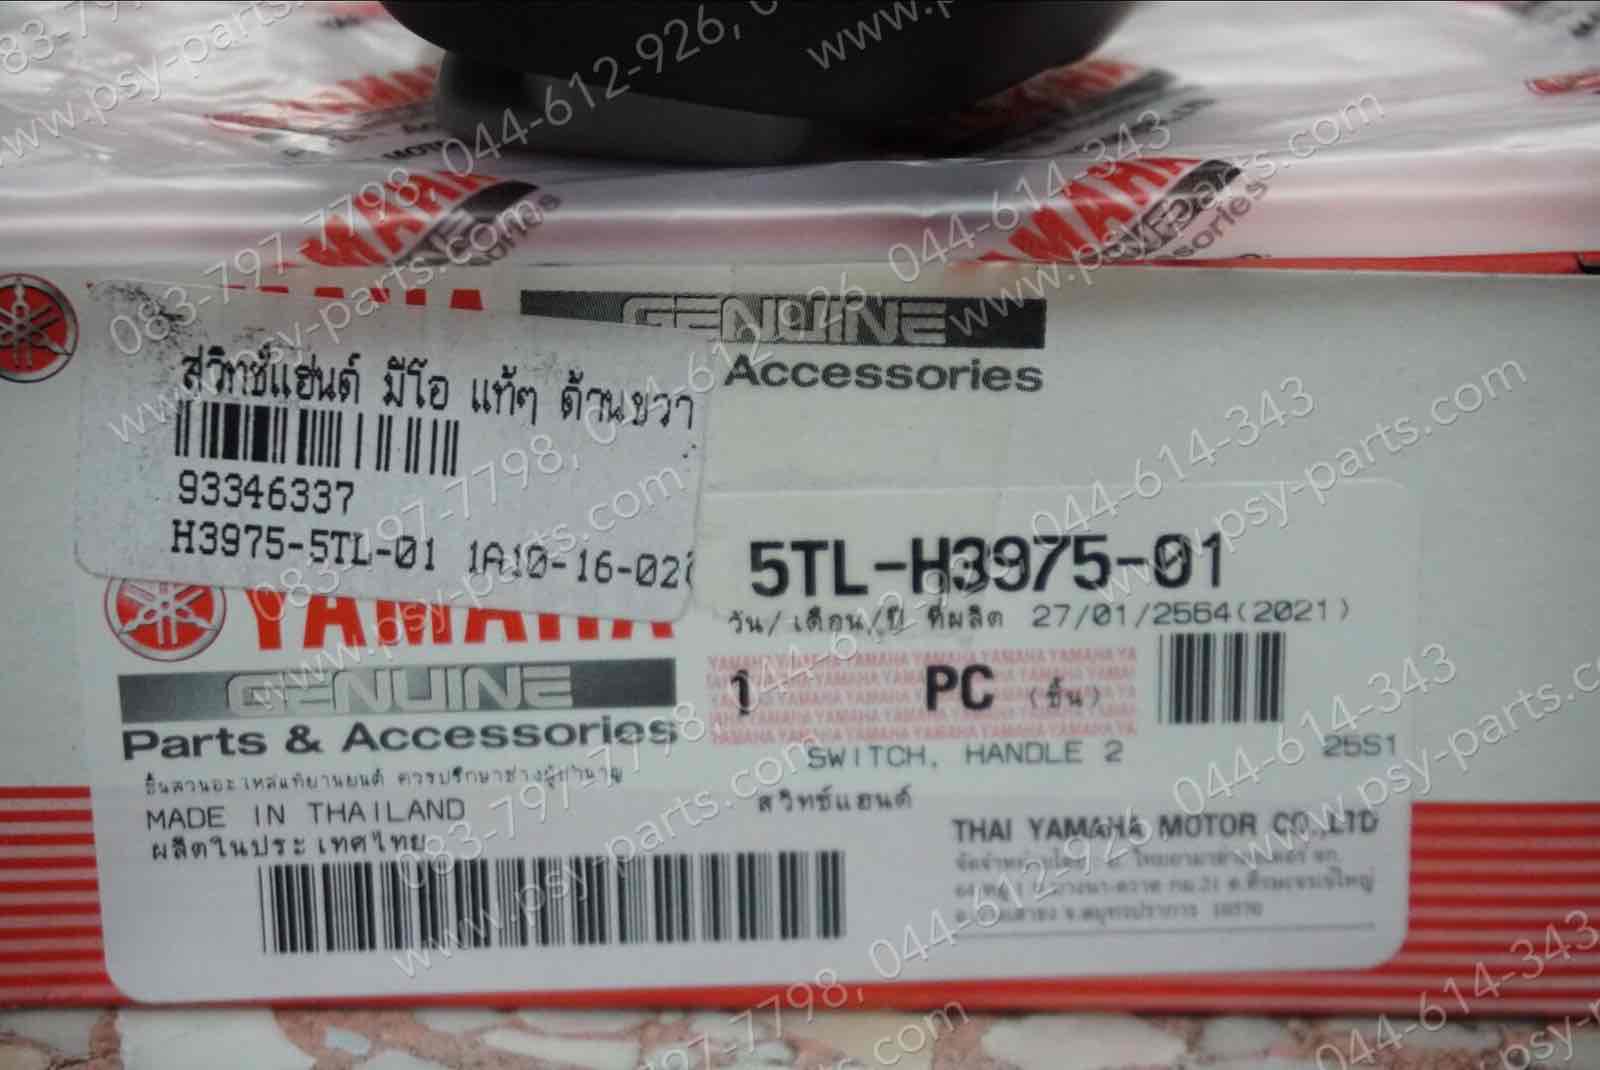 YAMAHA
GENUINE
Accessories
สวิทช์แฮนด์ มีโอ แท้ๆ ด้านขวา
93346337
H3975-5TL-01 1A10-16-02
5TL-H3975-01
วัน/เดือน/ปี ที่ผลิต 27/01/2564(2021)
YAMAHA
GENUINE
Parts & Accessories
1 PC (ชิ้น)
SWITCH, HANDLE 2 25S1
สวิทช์แฮนด์
MADE IN THAILAND
ผลิตในประเทศไทย
THAI YAMAHA MOTOR CO.,LTD
083-797-7798, 044-612-926, 044-614-343
www.psy-parts.com